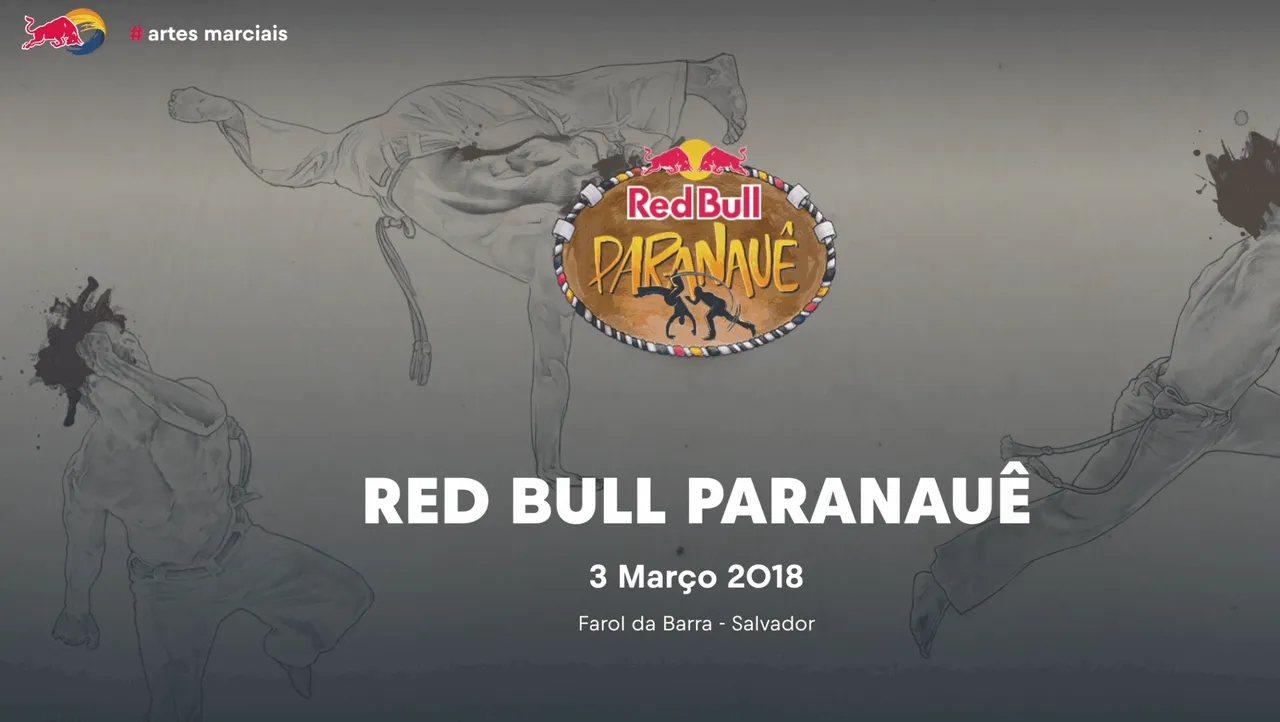 # artes marciais
Red Bull
PARANAUÊ
RED BULL PARANAUÊ
3 Março 2018
Farol da Barra - Salvador